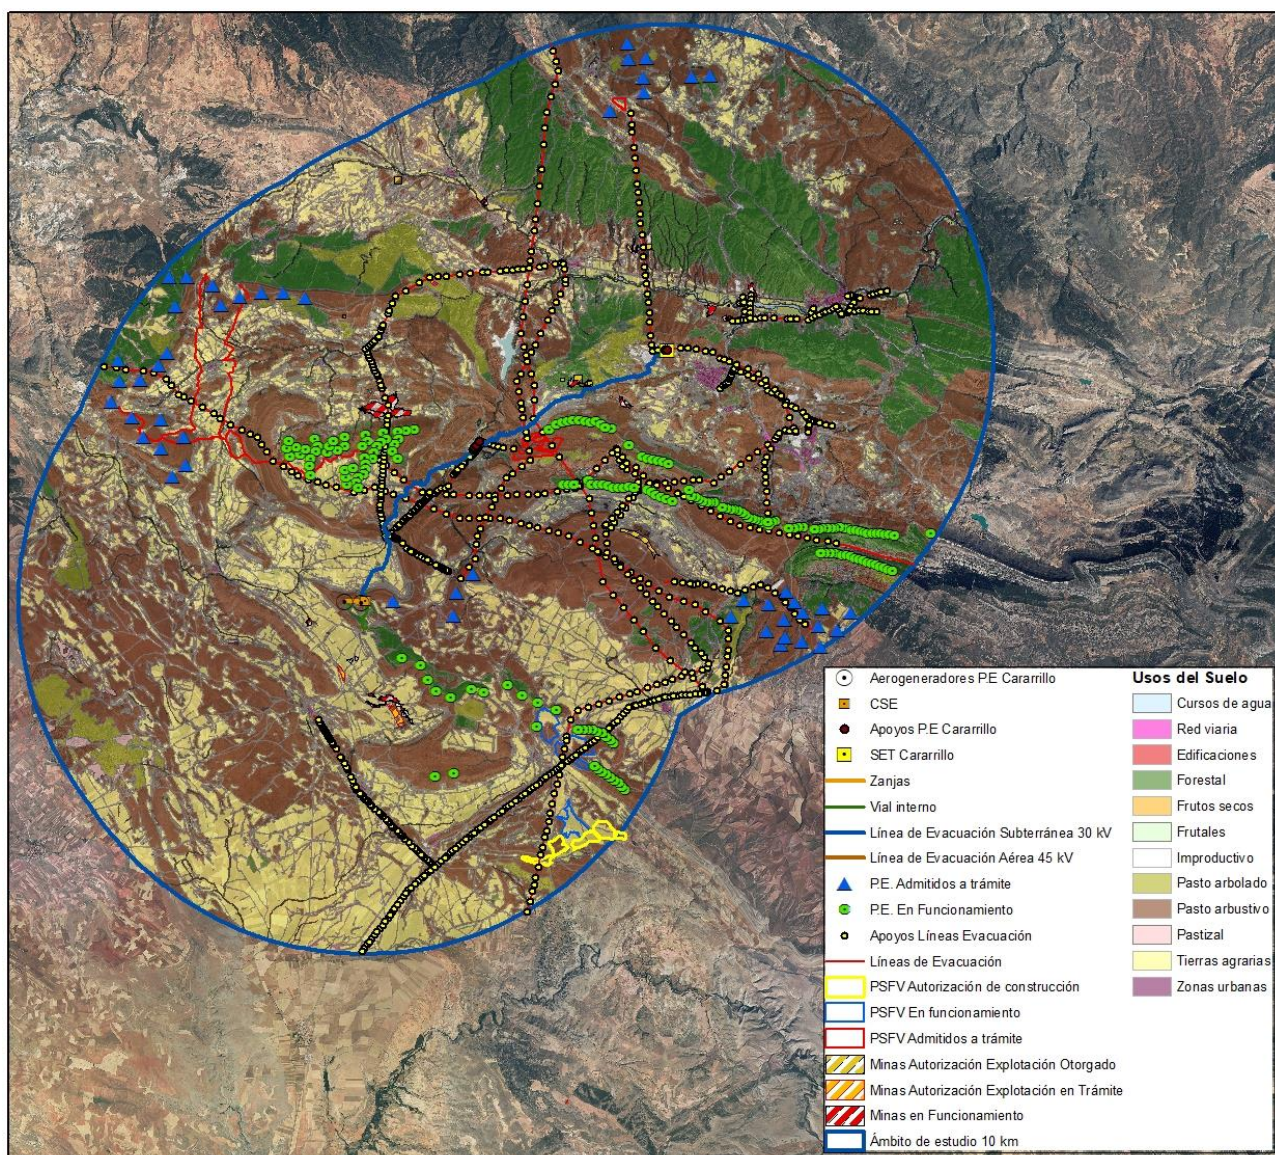 Aerogeneradores P.E Cararrillo
CSE
Apoyos P.E Cararrillo
SET Cararrillo
Zanjas
Vial interno
Línea de Evacuación Subterránea 30 kV
Línea de Evacuación Aérea 45 kV
P.E. Admitidos a trámite
P.E. En Funcionamiento
Apoyos Líneas Evacuación
Líneas de Evacuación
PSFV Autorización de construcción
PSFV En funcionamiento
PSFV Admitidos a trámite
Minas Autorización Explotación Otorgado
Minas Autorización Explotación en Trámite
Minas en Funcionamiento
Ámbito de estudio 10 km
Usos del Suelo
Cursos de agua
Red viaria
Edificaciones
Forestal
Frutos secos
Frutales
Improductivo
Pasto arbolado
Pasto arbustivo
Pastizal
Tierras agrarias
Zonas urbanas